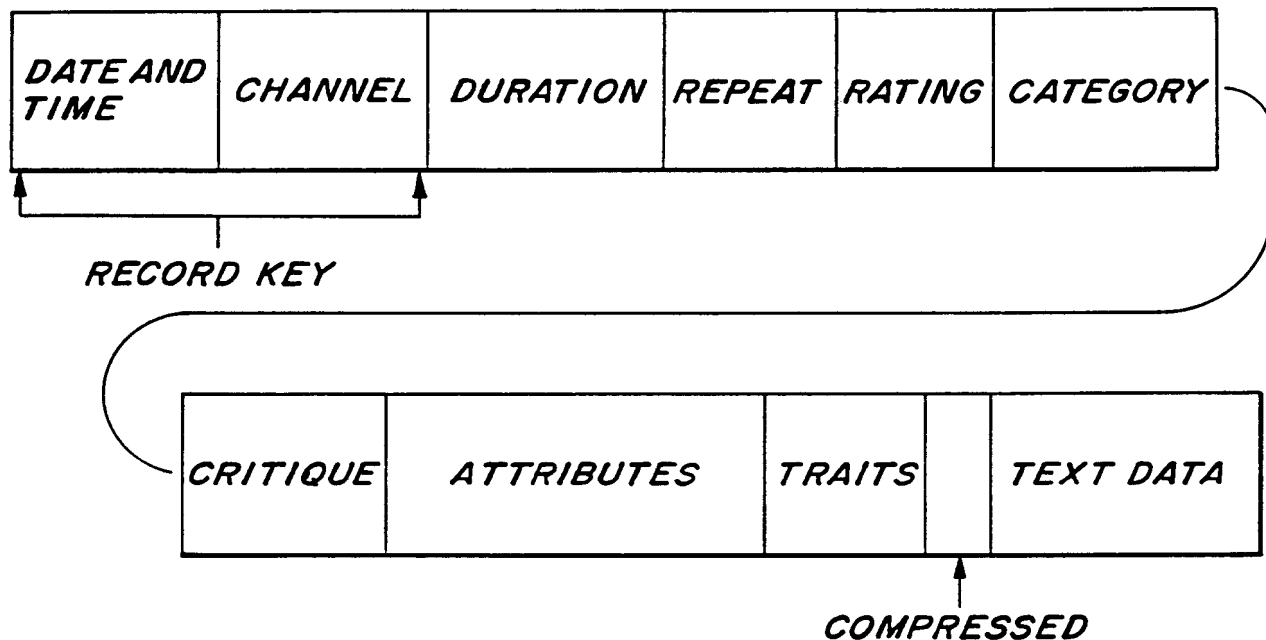 DATE AND
TIME
CHANNEL
DURATION
REPEAT
RATING
CATEGORY
RECORD KEY
CRITIQUE
ATTRIBUTES
TRAITS
TEXT DATA
COMPRESSED